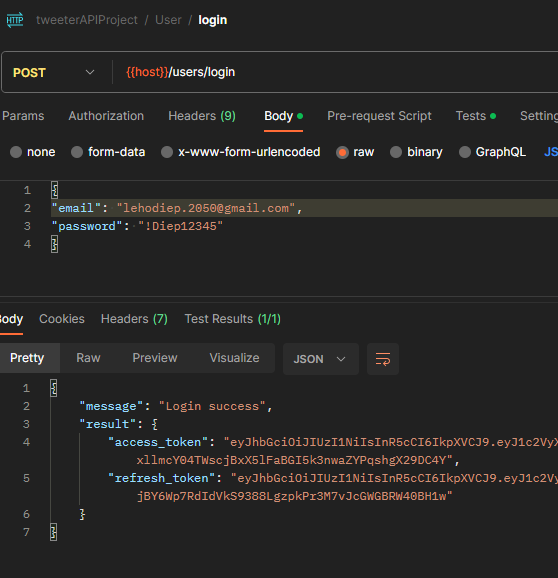 HTTP tweeterAPIProject / User / login
POST {{host}}/users/login
Params Authorization Headers (9) Body Pre-request Script Tests Setting
none form-data x-www-form-urlencoded raw binary GraphQL JS
1 {
2 "email": "lehodiep.2050@gmail.com",
3 "password": "!Diep12345"
4 }
Body Cookies Headers (7) Test Results (1/1)
Pretty Raw Preview Visualize JSON
1 {
2 "message": "Login success",
3 "result": {
4 "access_token": "eyJhbGciOiJIUzI1NiIsInR5cCI6IkpXVCJ9.eyJ1c2VyX
xllmcY04TWscjBxX5lFaBGI5k3nwaZYPqshgX29DC4Y",
5 "refresh_token": "eyJhbGciOiJIUzI1NiIsInR5cCI6IkpXVCJ9.eyJ1c2Vy
jBY6Wp7RdIdVkS9388LgzpkPr3M7vJcGWGBRW40BH1w"
6 }
7 }